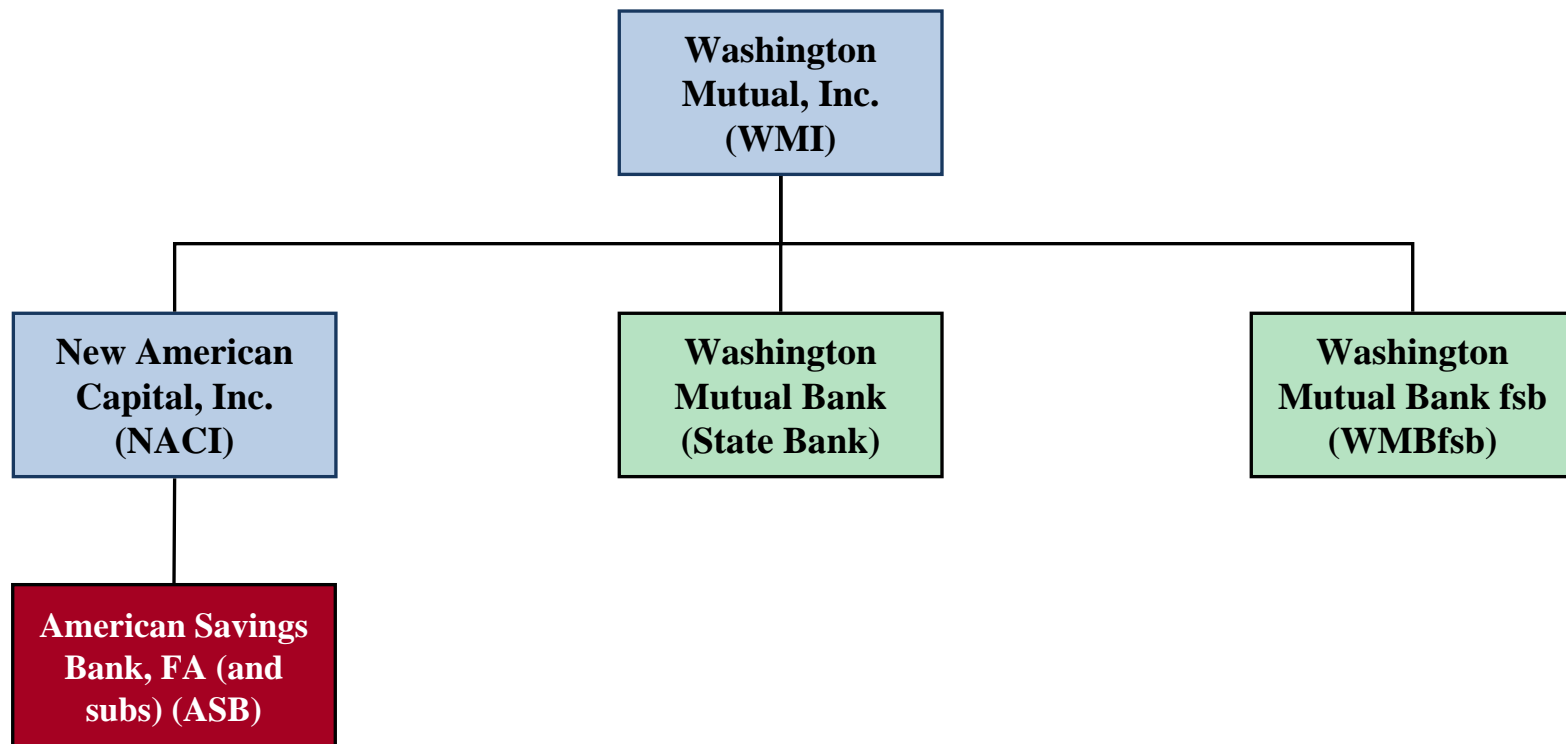 Washington
Mutual, Inc.
(WMI)
New American
Capital, Inc.
(NACI)
Washington
Mutual Bank
(State Bank)
Washington
Mutual Bank fsb
(WMBfsb)
American Savings
Bank, FA (and
subs) (ASB)